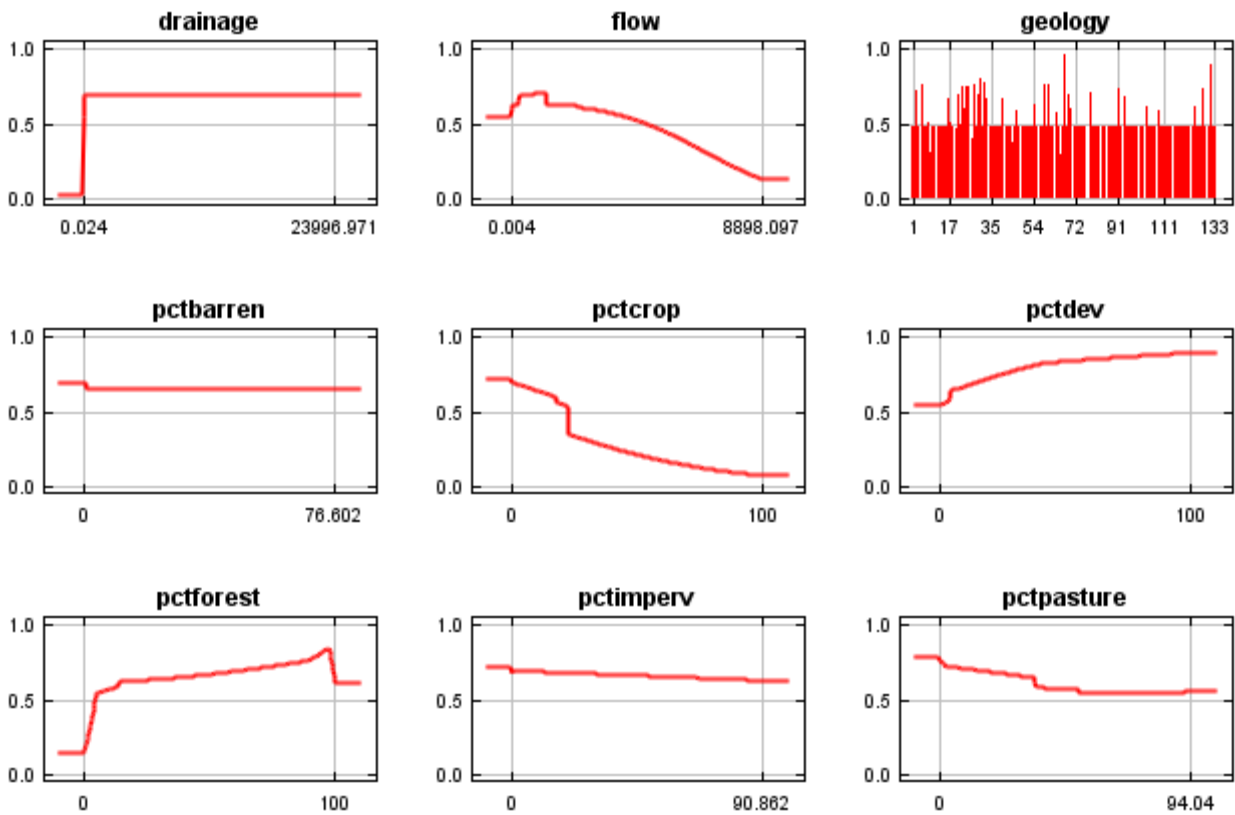 drainage flow geology
1.0 1.0 1.0
0.5 0.5 0.5
0.0 0.0 0.0
0.024 23996.971 0.004 8898.097 1 17 35 54 72 91 111 133
pctbarren pctcrop pctdev
1.0 1.0 1.0
0.5 0.5 0.5
0.0 0.0 0.0
0 76.602 0 100 0 100
pctforest pctimperv pctpasture
1.0 1.0 1.0
0.5 0.5 0.5
0.0 0.0 0.0
0 100 0 90.862 0 94.04